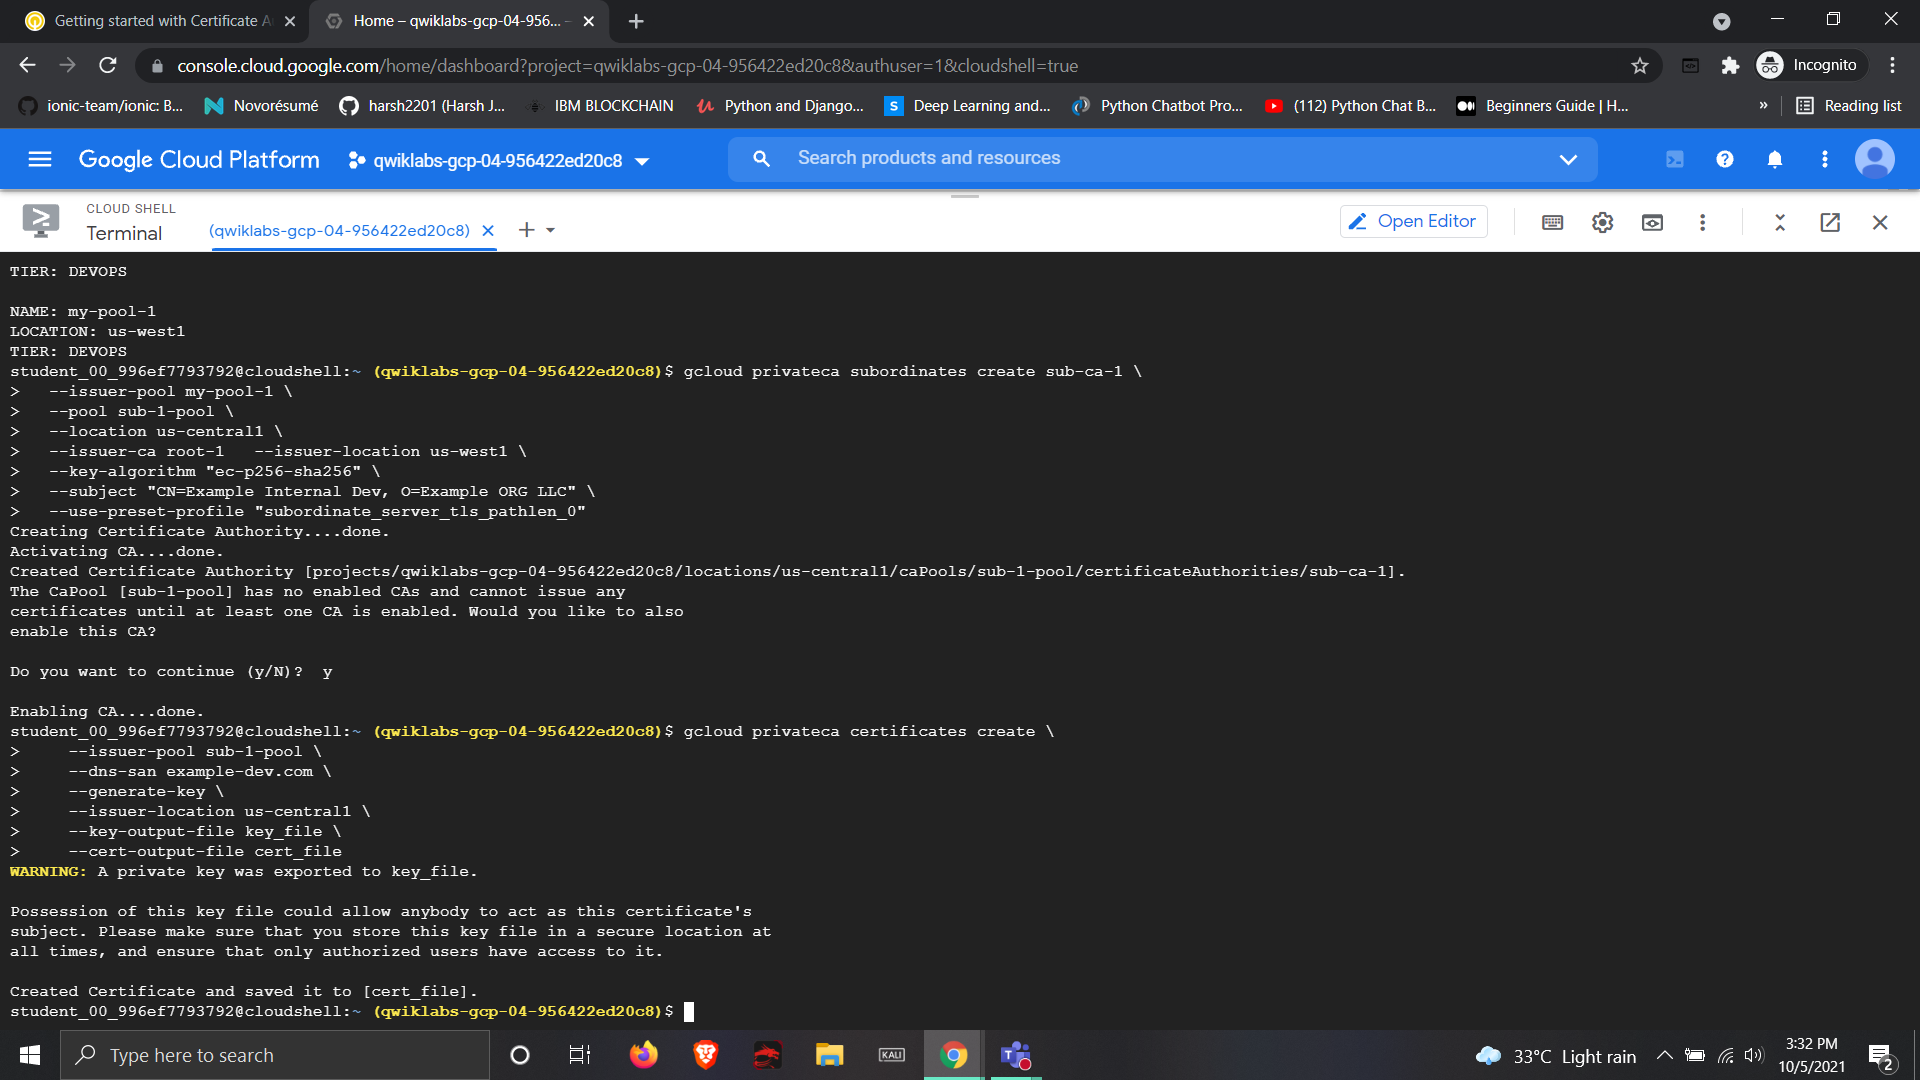 Getting started with Certificate A
Home – qwiklabs-gcp-04-956...
console.cloud.google.com/home/dashboard?project=qwiklabs-gcp-04-956422ed20c8&authuser=1&cloudshell=true
Incognito
ionic-team/ionic: B...
Novorésumé
harsh2201 (Harsh J...
IBM BLOCKCHAIN
Python and Django...
S
Deep Learning and...
Python Chatbot Pro...
(112) Python Chat B...
Beginners Guide | H...
»
Reading list
Google Cloud Platform
qwiklabs-gcp-04-956422ed20c8
Search products and resources
CLOUD SHELL
Terminal
(qwiklabs-gcp-04-956422ed20c8)
Open Editor
TIER: DEVOPS
NAME: my-pool-1
LOCATION: us-west1
TIER: DEVOPS
student_00_996ef7793792@cloudshell:~ (qwiklabs-gcp-04-956422ed20c8)$ gcloud privateca subordinates create sub-ca-1 \
>   --issuer-pool my-pool-1 \
>   --pool sub-1-pool \
>   --location us-central1 \
>   --issuer-ca root-1   --issuer-location us-west1 \
>   --key-algorithm "ec-p256-sha256" \
>   --subject "CN=Example Internal Dev, O=Example ORG LLC" \
>   --use-preset-profile "subordinate_server_tls_pathlen_0"
Creating Certificate Authority....done.
Activating CA....done.
Created Certificate Authority [projects/qwiklabs-gcp-04-956422ed20c8/locations/us-central1/caPools/sub-1-pool/certificateAuthorities/sub-ca-1].
The CaPool [sub-1-pool] has no enabled CAs and cannot issue any
certificates until at least one CA is enabled. Would you like to also
enable this CA?
Do you want to continue (y/N)?  y
Enabling CA....done.
student_00_996ef7793792@cloudshell:~ (qwiklabs-gcp-04-956422ed20c8)$ gcloud privateca certificates create \
>     --issuer-pool sub-1-pool \
>     --dns-san example-dev.com \
>     --generate-key \
>     --issuer-location us-central1 \
>     --key-output-file key_file \
>     --cert-output-file cert_file
WARNING: A private key was exported to key_file.
Possession of this key file could allow anybody to act as this certificate's
subject. Please make sure that you store this key file in a secure location at
all times, and ensure that only authorized users have access to it.
Created Certificate and saved it to [cert_file].
student_00_996ef7793792@cloudshell:~ (qwiklabs-gcp-04-956422ed20c8)$
Type here to search
KALI
T
33°C Light rain
3:32 PM
10/5/2021
2